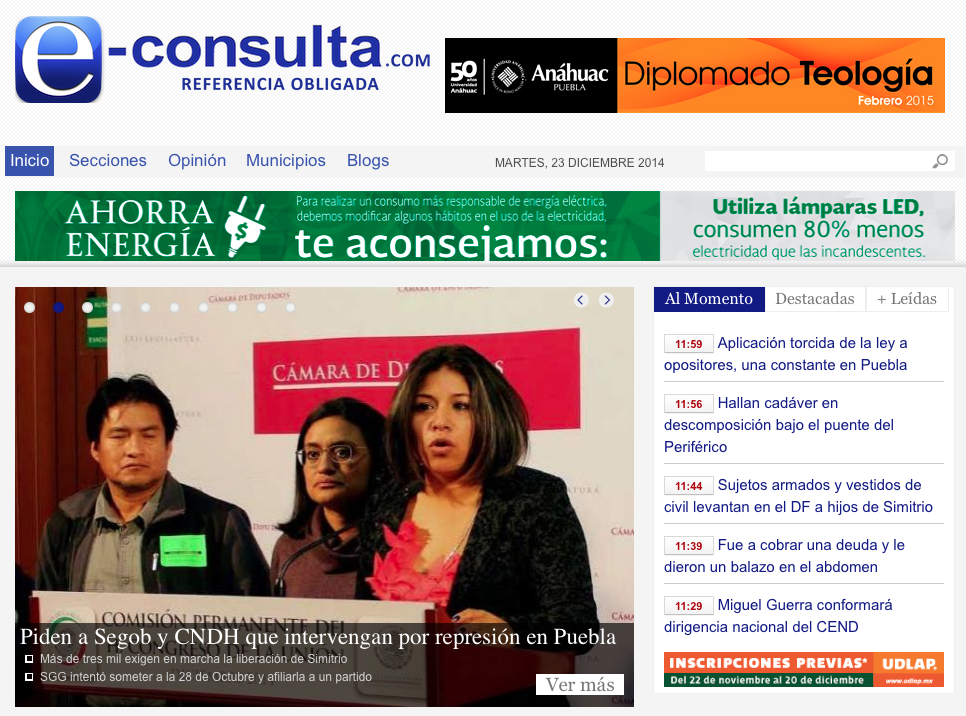 e-consulta.com
REFERENCIA OBLIGADA
50
años
Universidad
Anáhuac
Anáhuac
PUEBLA
Diplomado Teología
Febrero 2015
Inicio Secciones Opinión Municipios Blogs
MARTES, 23 DICIEMBRE 2014
AHORRA
ENERGÍA
$
Para realizar un consumo más responsable de energía eléctrica,
debemos modificar algunos hábitos en el uso de la electricidad,
te aconsejamos:
Utiliza lámparas LED,
consumen 80% menos
electricidad que las incandescentes.
CÁMARA DE DIPUTADOS
COMISIÓN PERMANENTE DEL
CONGRESO DE LA UNIÓN
Piden a Segob y CNDH que intervengan por represión en Puebla
Más de tres mil exigen en marcha la liberación de Simitrio
SGG intentó someter a la 28 de Octubre y afiliarla a un partido
Ver más
Al Momento Destacadas + Leídas
11:59 Aplicación torcida de la ley a
opositores, una constante en Puebla
11:56 Hallan cadáver en
descomposición bajo el puente del
Periférico
11:44 Sujetos armados y vestidos de
civil levantan en el DF a hijos de Simitrio
11:39 Fue a cobrar una deuda y le
dieron un balazo en el abdomen
11:29 Miguel Guerra conformará
dirigencia nacional del CEND
INSCRIPCIONES PREVIAS*
Del 22 de noviembre al 20 de diciembre
UDLAP.
www.udlap.mx